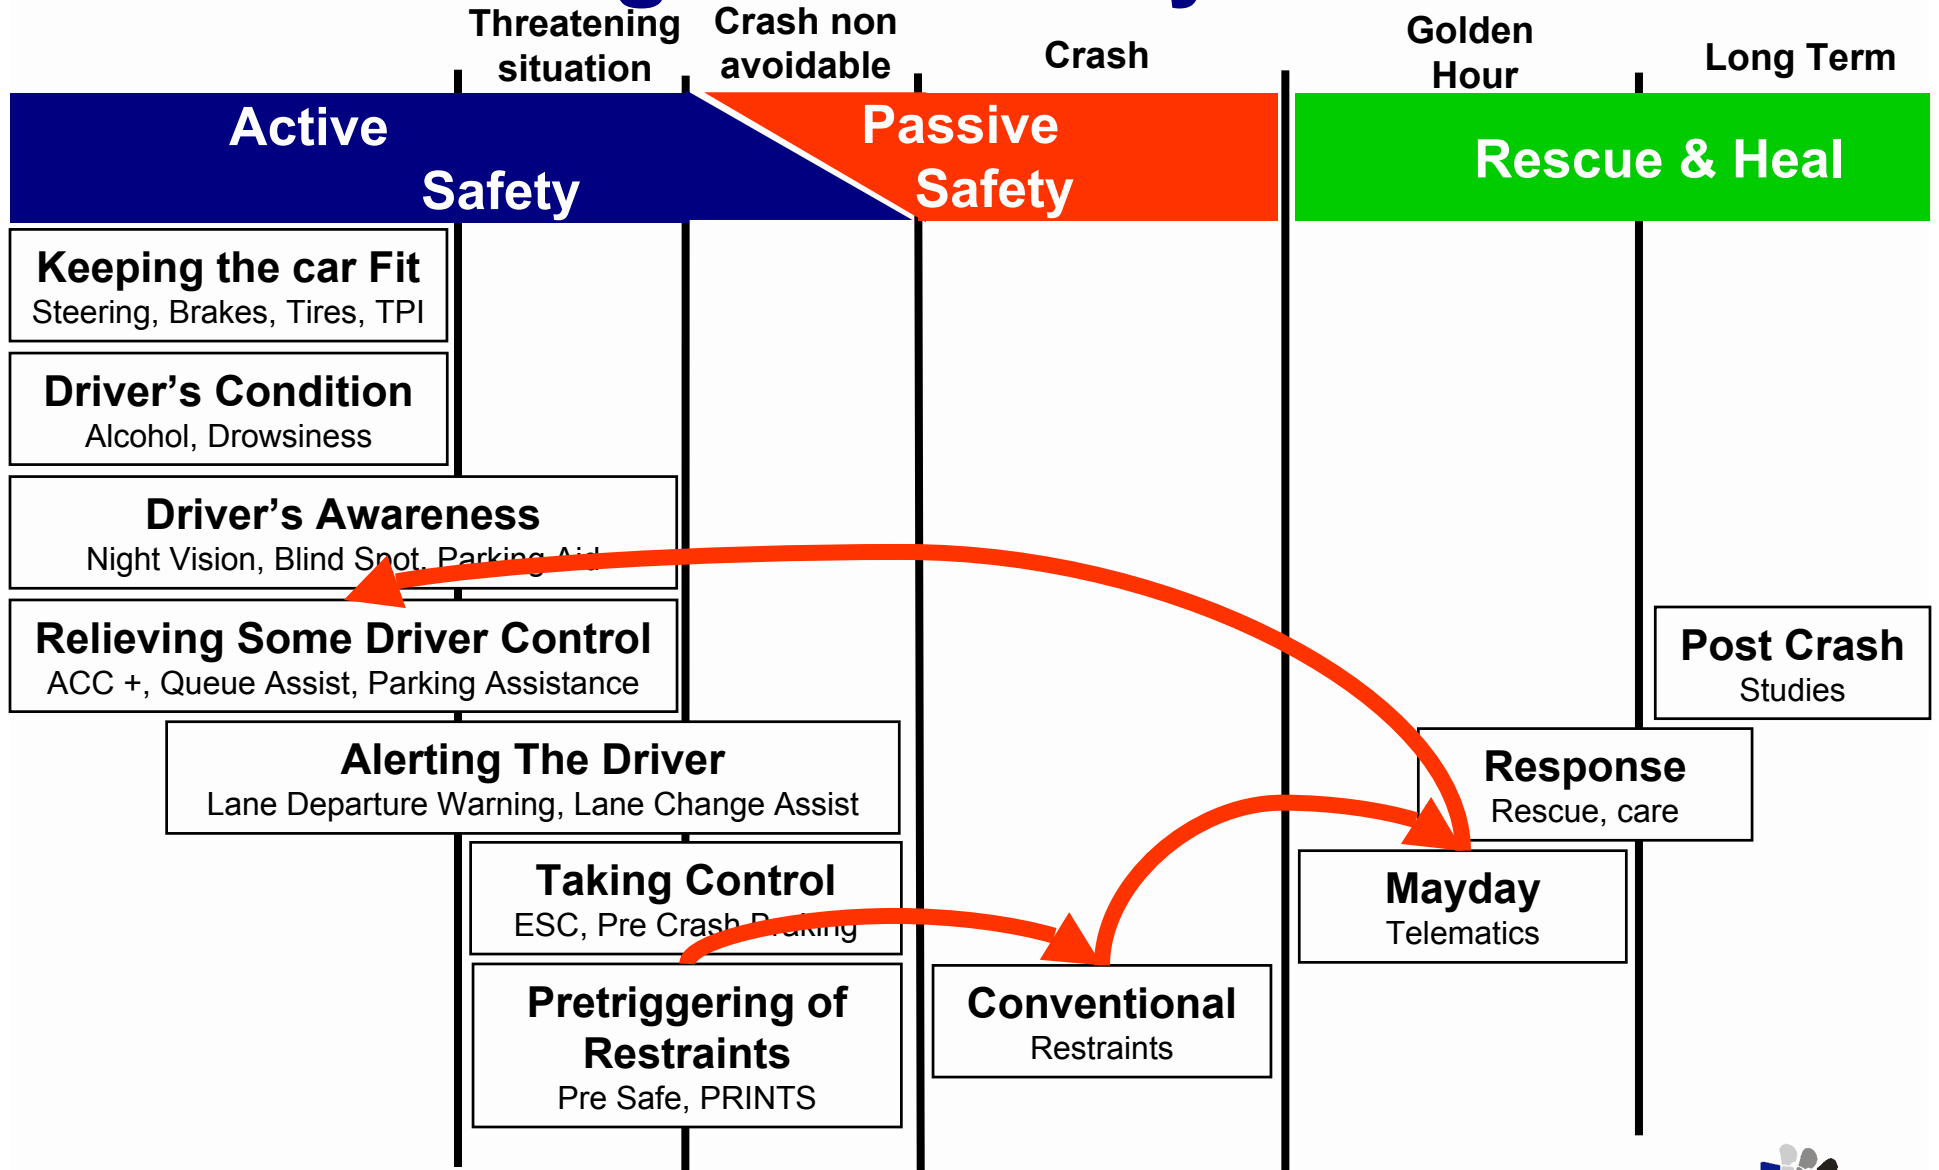 Threatening
situation
Crash non
avoidable
Crash
Golden
Hour
Long Term
Active
Safety
Passive
Safety
Rescue & Heal
Keeping the car Fit
Steering, Brakes, Tires, TPI
Driver's Condition
Alcohol, Drowsiness
Driver's Awareness
Night Vision, Blind Spot, Parking Aid
Relieving Some Driver Control
ACC +, Queue Assist, Parking Assistance
Alerting The Driver
Lane Departure Warning, Lane Change Assist
Taking Control
ESC, Pre Crash Braking
Pretriggering of
Restraints
Pre Safe, PRINTS
Conventional
Restraints
Mayday
Telematics
Response
Rescue, care
Post Crash
Studies